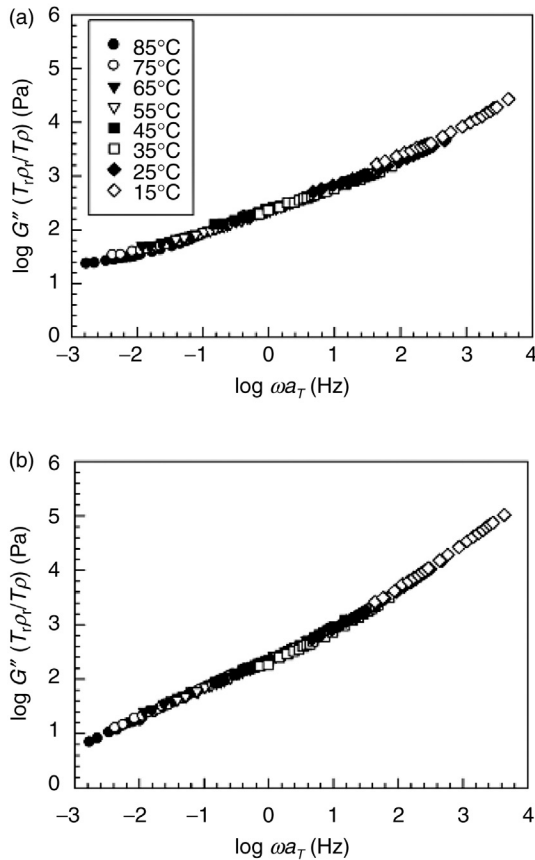 (a)
6
5
4
3
2
1
0
log G″ (Tᵣρᵣ/Tρ) (Pa)
85°C
75°C
65°C
55°C
45°C
35°C
25°C
15°C
−3 −2 −1 0 1 2 3 4
log ωa_T (Hz)
(b)
6
5
4
3
2
1
0
log G″ (Tᵣρᵣ/Tρ) (Pa)
−3 −2 −1 0 1 2 3 4
log ωa_T (Hz)